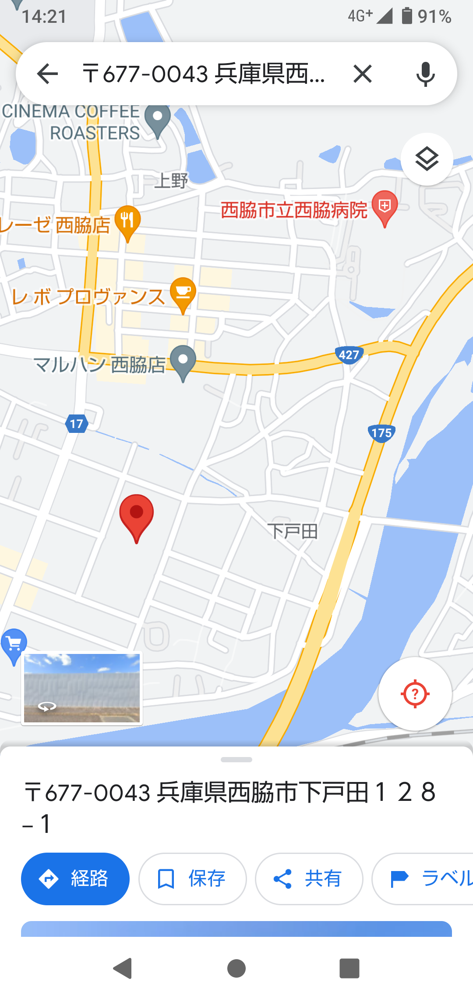 14:21
4G+
91%
〒677-0043 兵庫県西...
CINEMA COFFEE
ROASTERS
上野
西脇市立西脇病院
レーゼ 西脇店
レ ボ プロヴァンス
427
マルハン 西脇店
17
175
下戸田
?
〒677-0043 兵庫県西脇市下戸田１２８
−１
経路
保存
共有
ラベル